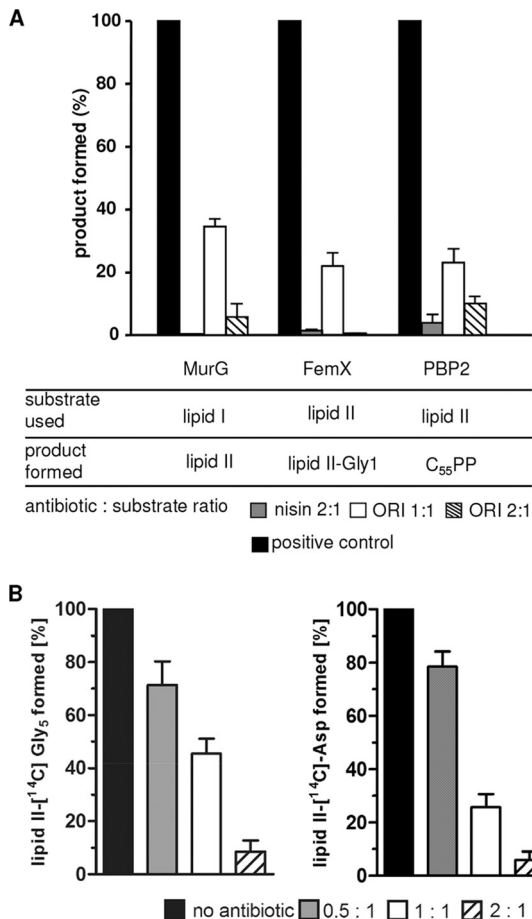 A
product formed (%)
100
80
60
40
20
0
MurG FemX PBP2
substrate used lipid I lipid II lipid II
product formed lipid II lipid II-Gly1 C₅₅PP
antibiotic : substrate ratio nisin 2:1 ORI 1:1 ORI 2:1
positive control
B
lipid II-[¹⁴C] Gly₅ formed [%]
100
80
60
40
20
0
lipid II-[¹⁴C]-Asp formed [%]
100
80
60
40
20
0
no antibiotic 0.5 : 1 1 : 1 2 : 1